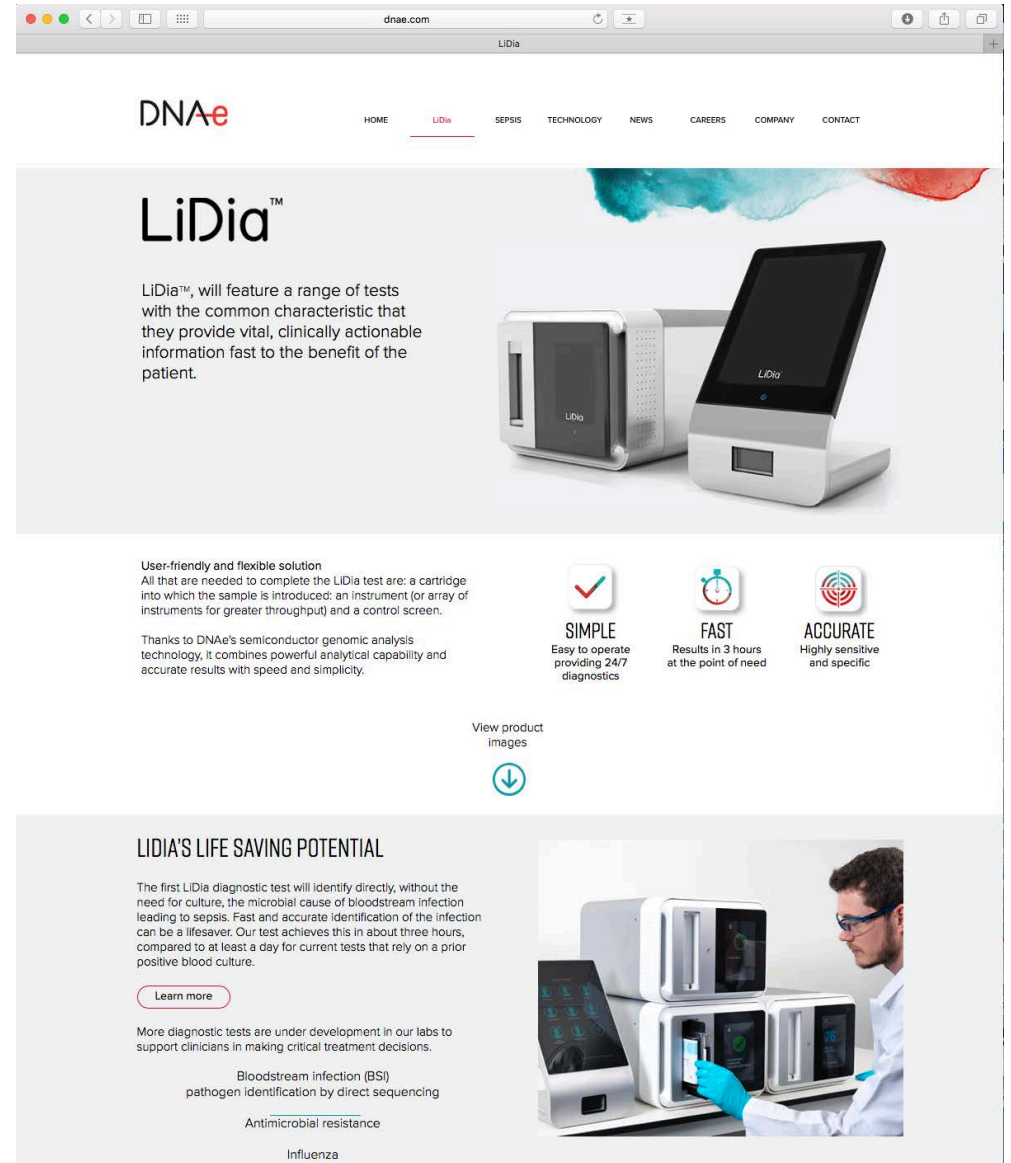 dnae.com
LiDia
DNAe
HOME
LiDia
SEPSIS
TECHNOLOGY
NEWS
CAREERS
COMPANY
CONTACT
LiDia™
LiDia™, will feature a range of tests
with the common characteristic that
they provide vital, clinically actionable
information fast to the benefit of the
patient.
LiDia
LiDia
User-friendly and flexible solution
All that are needed to complete the LiDia test are: a cartridge
into which the sample is introduced: an instrument (or array of
instruments for greater throughput) and a control screen.
Thanks to DNAe's semiconductor genomic analysis
technology, it combines powerful analytical capability and
accurate results with speed and simplicity.
SIMPLE
Easy to operate
providing 24/7
diagnostics
FAST
Results in 3 hours
at the point of need
ACCURATE
Highly sensitive
and specific
View product
images
LIDIA'S LIFE SAVING POTENTIAL
The first LiDia diagnostic test will identify directly, without the
need for culture, the microbial cause of bloodstream infection
leading to sepsis. Fast and accurate identification of the infection
can be a lifesaver. Our test achieves this in about three hours,
compared to at least a day for current tests that rely on a prior
positive blood culture.
Learn more
More diagnostic tests are under development in our labs to
support clinicians in making critical treatment decisions.
Bloodstream infection (BSI)
pathogen identification by direct sequencing
Antimicrobial resistance
Influenza